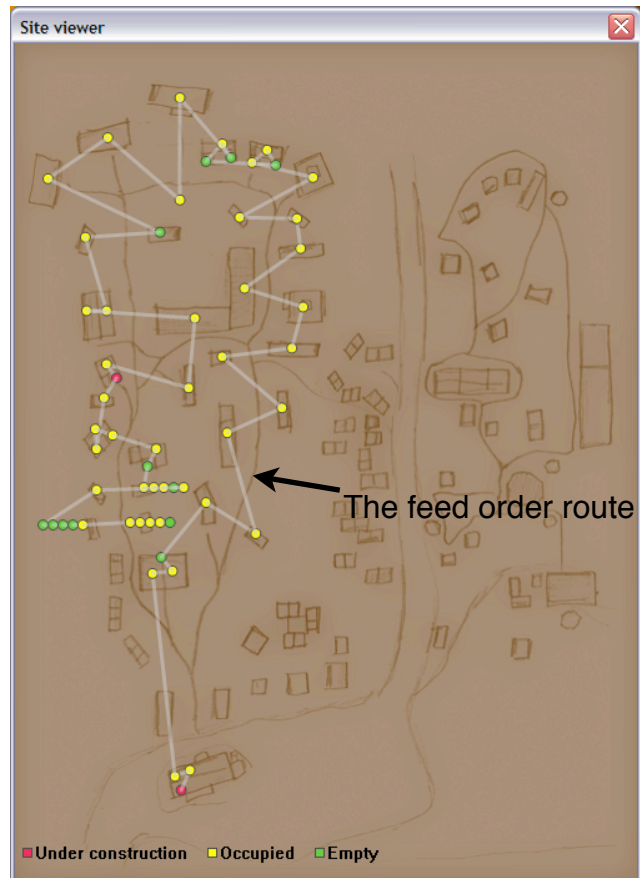 Site viewer
The feed order route
Under construction
Occupied
Empty